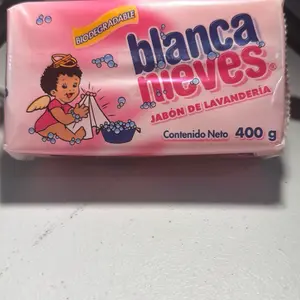 BIODEGRADABLE
blanca
nieves®
JABÓN DE LAVANDERÍA
Contenido Neto 400 g